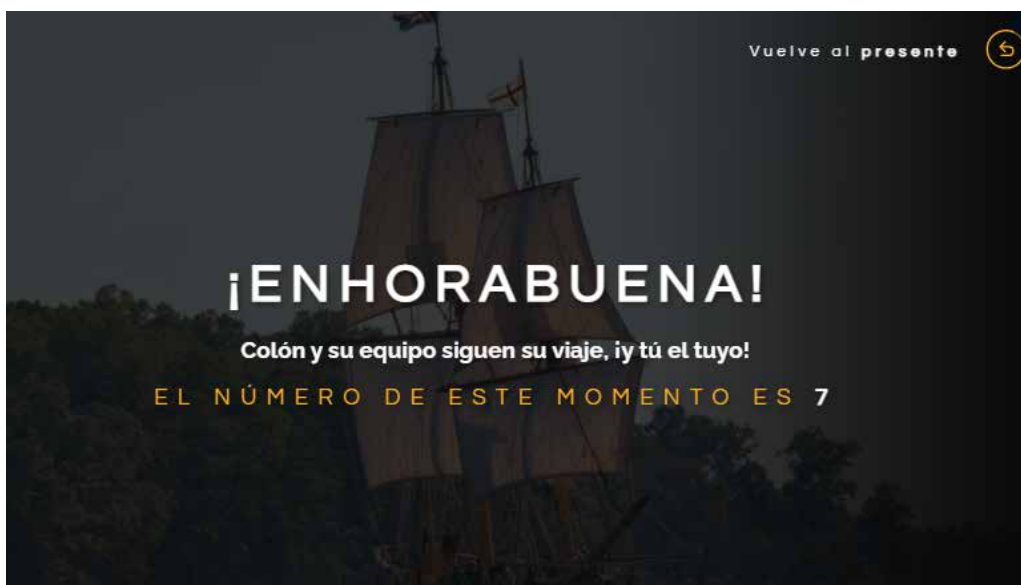 Vuelve al presente
¡ENHORABUENA!
Colón y su equipo siguen su viaje, ¡y tú el tuyo!
EL NÚMERO DE ESTE MOMENTO ES 7